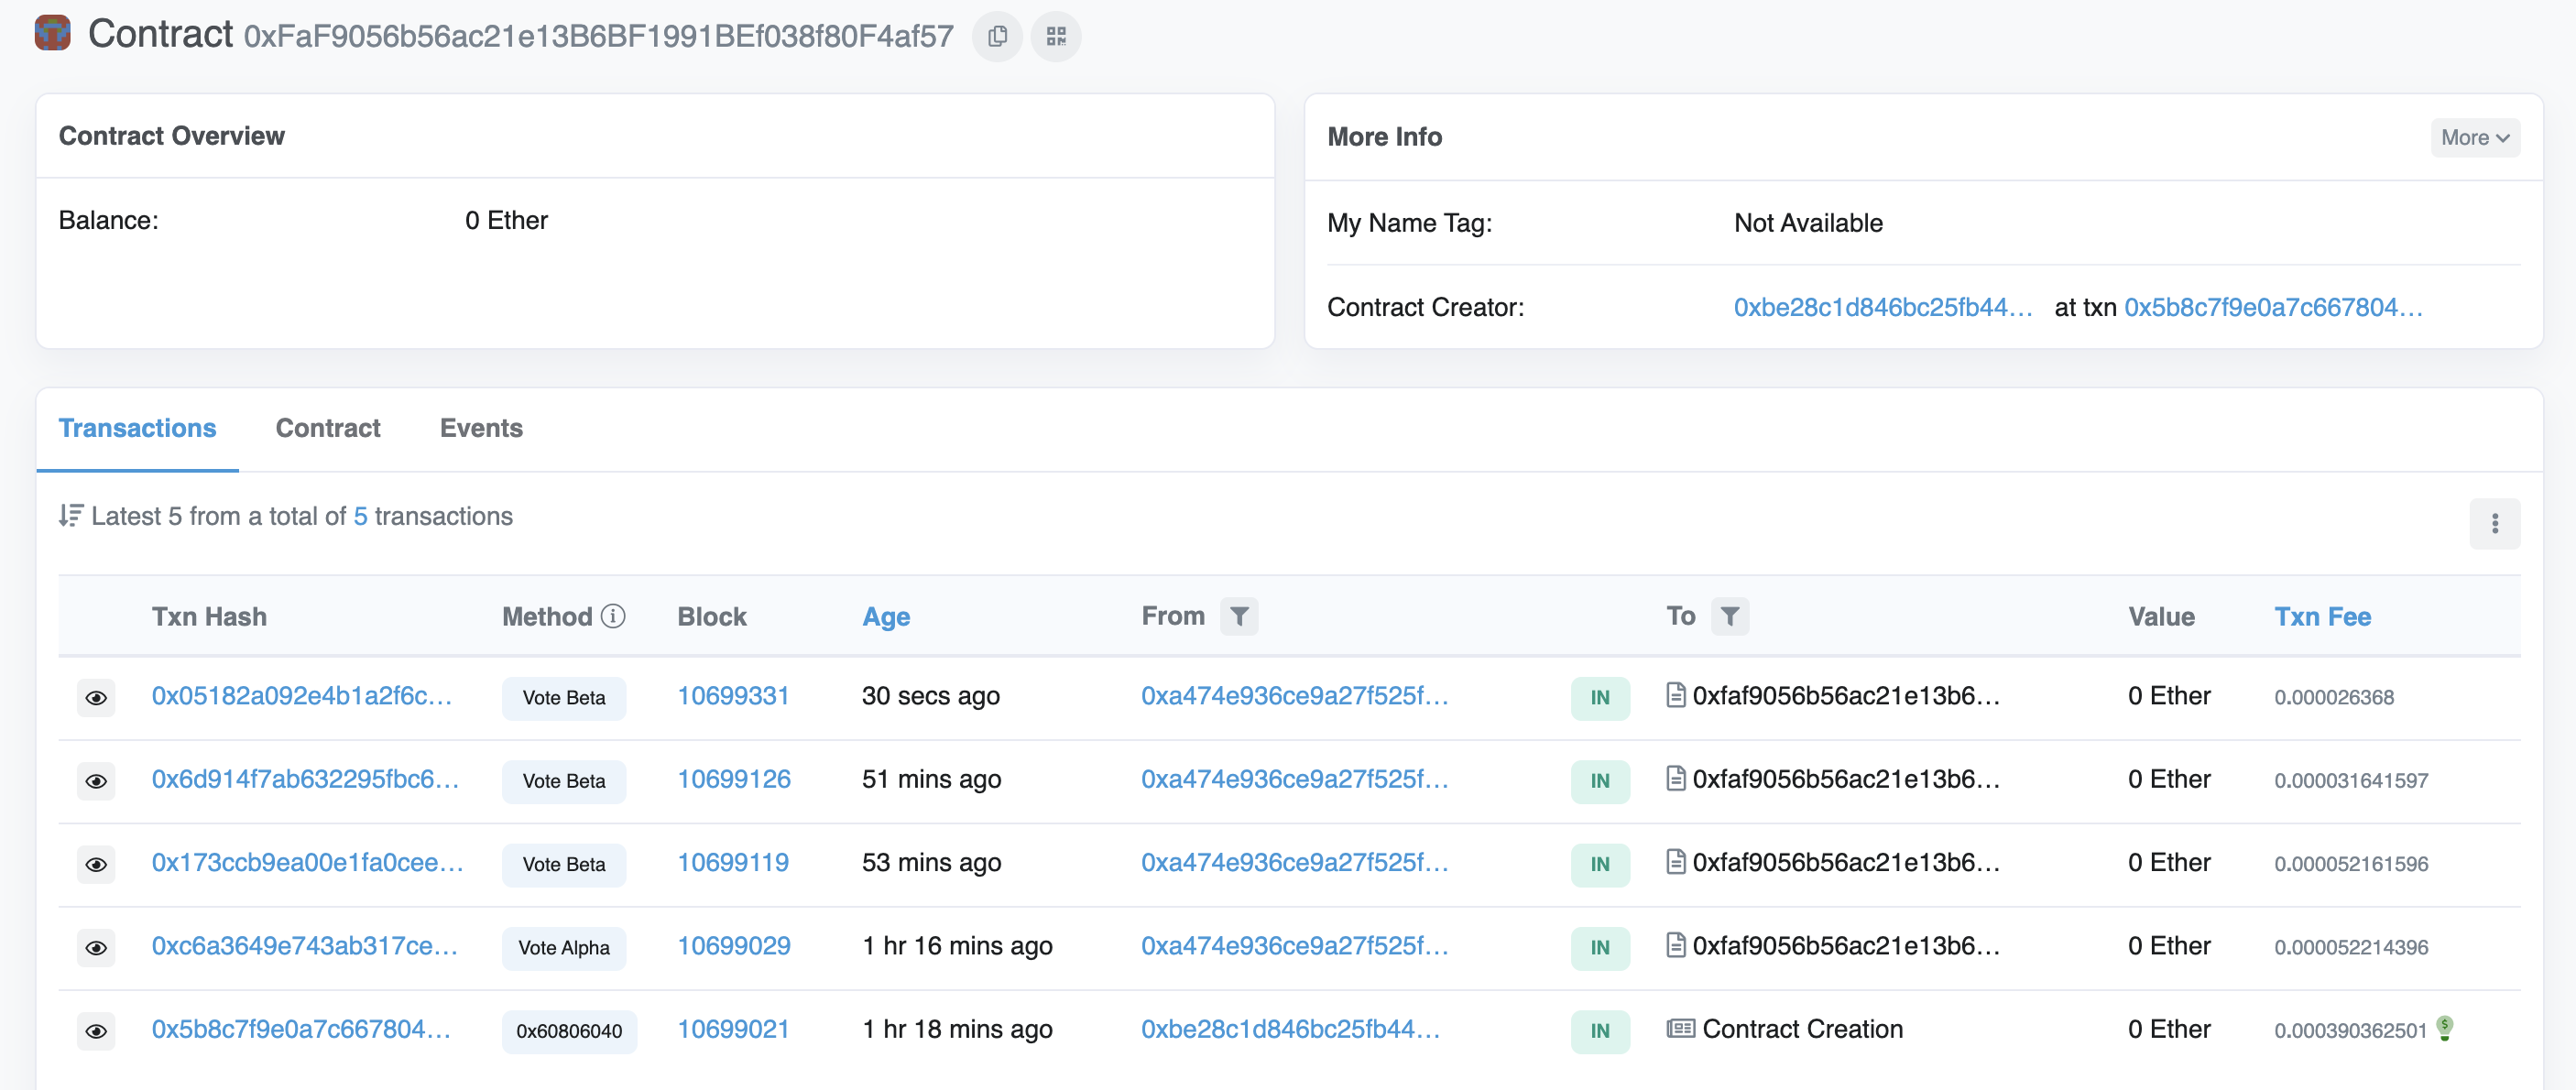 Contract 0xFaF9056b56ac21e13B6BF1991BEf038f80F4af57
Contract Overview
Balance: 0 Ether
More Info More
My Name Tag: Not Available
Contract Creator: 0xbe28c1d846bc25fb44... at txn 0x5b8c7f9e0a7c667804...
Transactions Contract Events
Latest 5 from a total of 5 transactions
Txn Hash Method Block Age From To Value Txn Fee
0x05182a092e4b1a2f6c... Vote Beta 10699331 30 secs ago 0xa474e936ce9a27f525f... IN 0xfaf9056b56ac21e13b6... 0 Ether 0.000026368
0x6d914f7ab632295fbc6... Vote Beta 10699126 51 mins ago 0xa474e936ce9a27f525f... IN 0xfaf9056b56ac21e13b6... 0 Ether 0.000031641597
0x173ccb9ea00e1fa0cee... Vote Beta 10699119 53 mins ago 0xa474e936ce9a27f525f... IN 0xfaf9056b56ac21e13b6... 0 Ether 0.000052161596
0xc6a3649e743ab317ce... Vote Alpha 10699029 1 hr 16 mins ago 0xa474e936ce9a27f525f... IN 0xfaf9056b56ac21e13b6... 0 Ether 0.000052214396
0x5b8c7f9e0a7c667804... 0x60806040 10699021 1 hr 18 mins ago 0xbe28c1d846bc25fb44... IN Contract Creation 0 Ether 0.000390362501